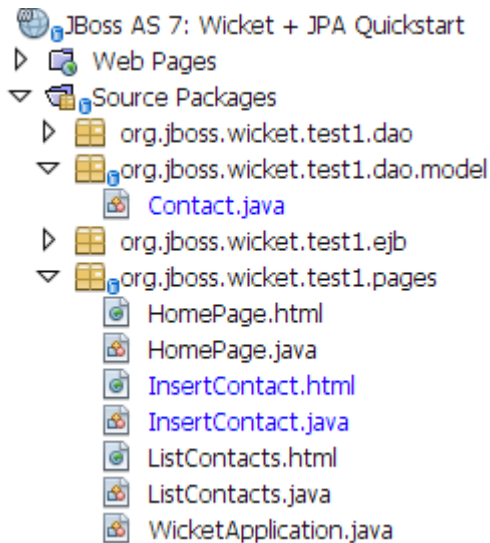 JBoss AS 7: Wicket + JPA Quickstart
Web Pages
Source Packages
org.jboss.wicket.test1.dao
org.jboss.wicket.test1.dao.model
Contact.java
org.jboss.wicket.test1.ejb
org.jboss.wicket.test1.pages
HomePage.html
HomePage.java
InsertContact.html
InsertContact.java
ListContacts.html
ListContacts.java
WicketApplication.java